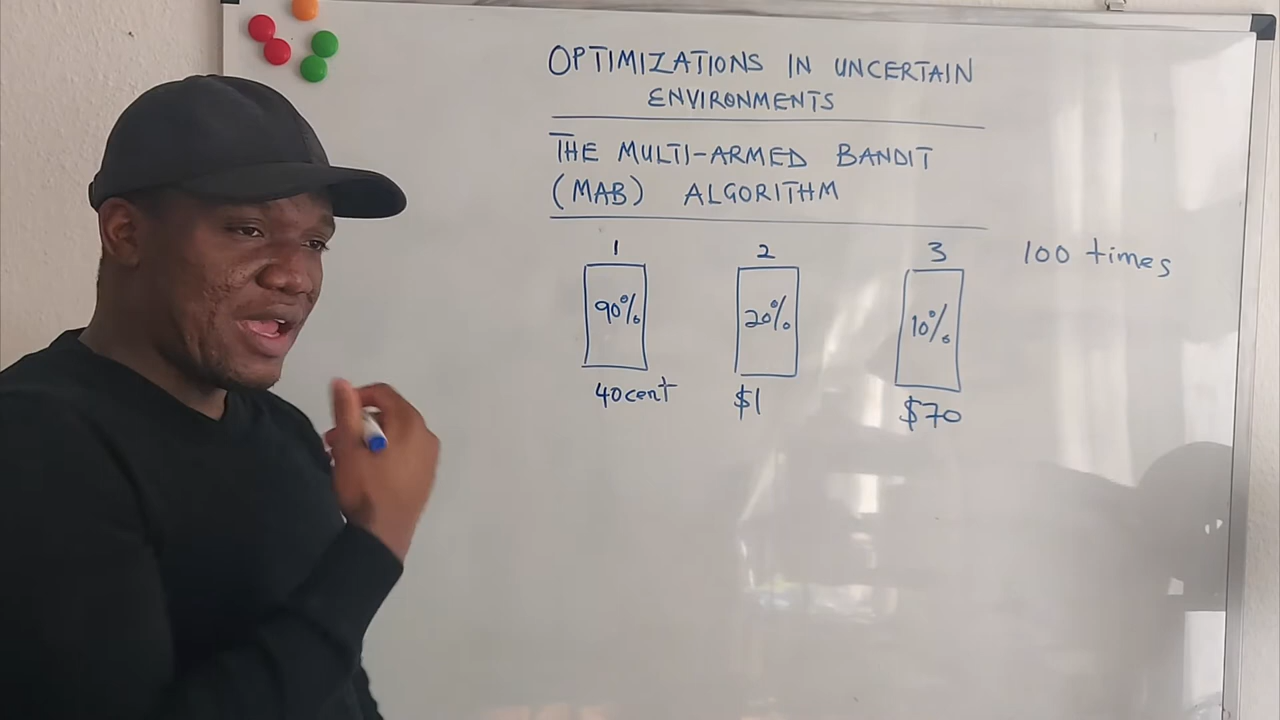 OPTIMIZATIONS IN UNCERTAIN
ENVIRONMENTS
THE MULTI-ARMED BANDIT
(MAB) ALGORITHM
1 2 3 100 times
90% 20% 10%
40cent $1 $70